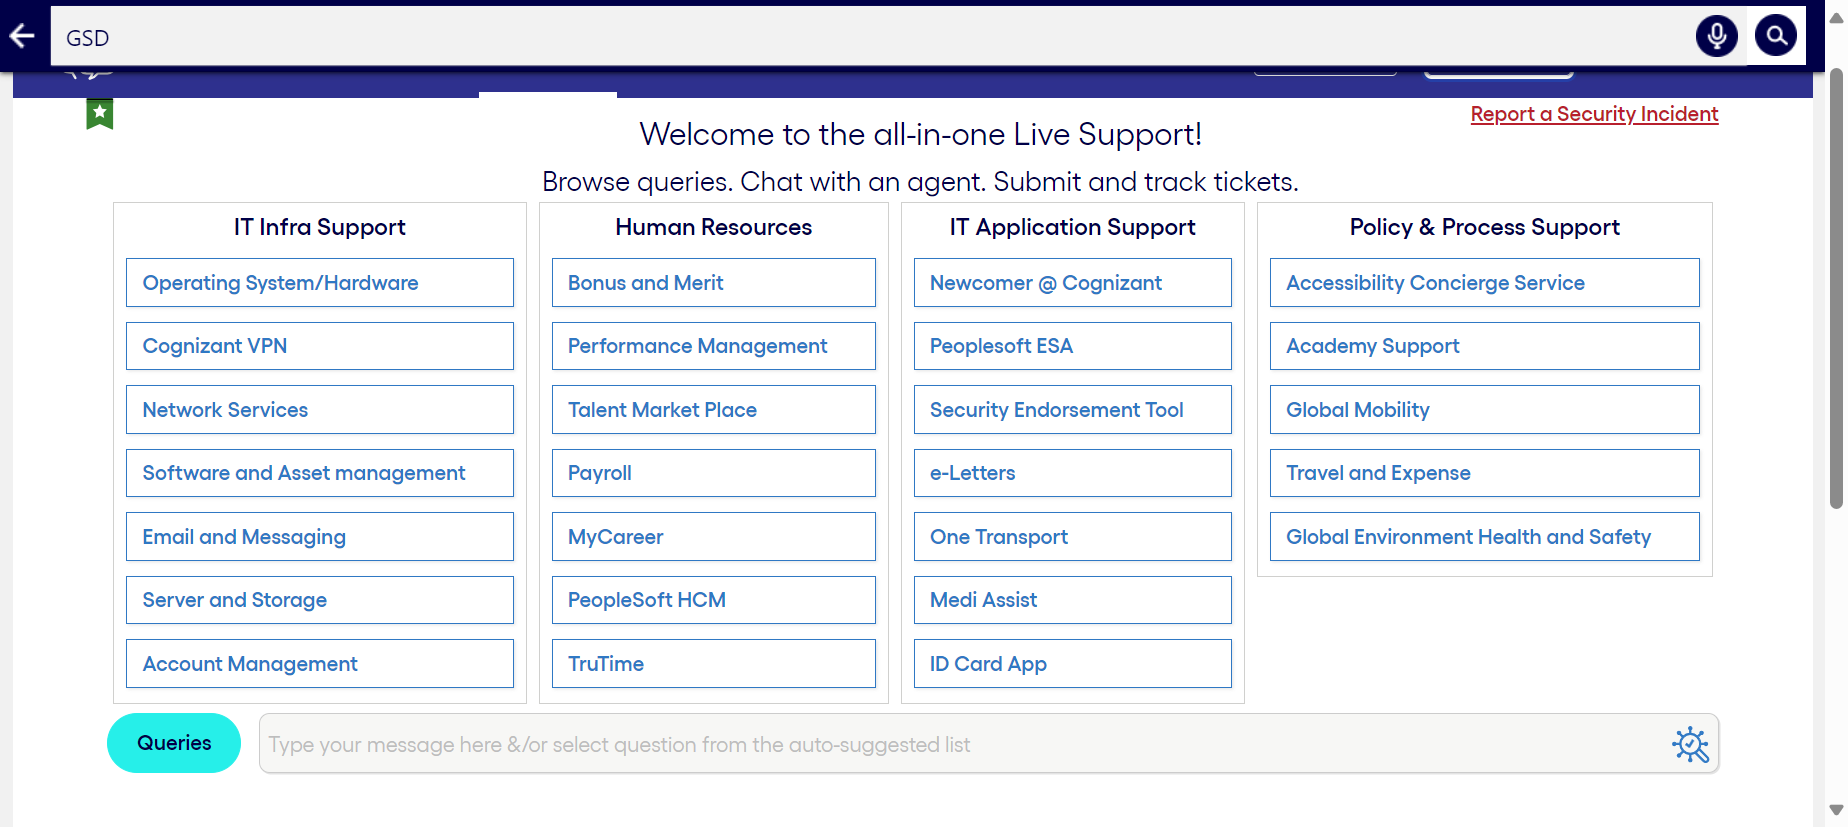 GSD
Report a Security Incident
Welcome to the all-in-one Live Support!
Browse queries. Chat with an agent. Submit and track tickets.
IT Infra Support
Operating System/Hardware
Cognizant VPN
Network Services
Software and Asset management
Email and Messaging
Server and Storage
Account Management
Human Resources
Bonus and Merit
Performance Management
Talent Market Place
Payroll
MyCareer
PeopleSoft HCM
TruTime
IT Application Support
Newcomer @ Cognizant
Peoplesoft ESA
Security Endorsement Tool
e-Letters
One Transport
Medi Assist
ID Card App
Policy & Process Support
Accessibility Concierge Service
Academy Support
Global Mobility
Travel and Expense
Global Environment Health and Safety
Queries
Type your message here &/or select question from the auto-suggested list